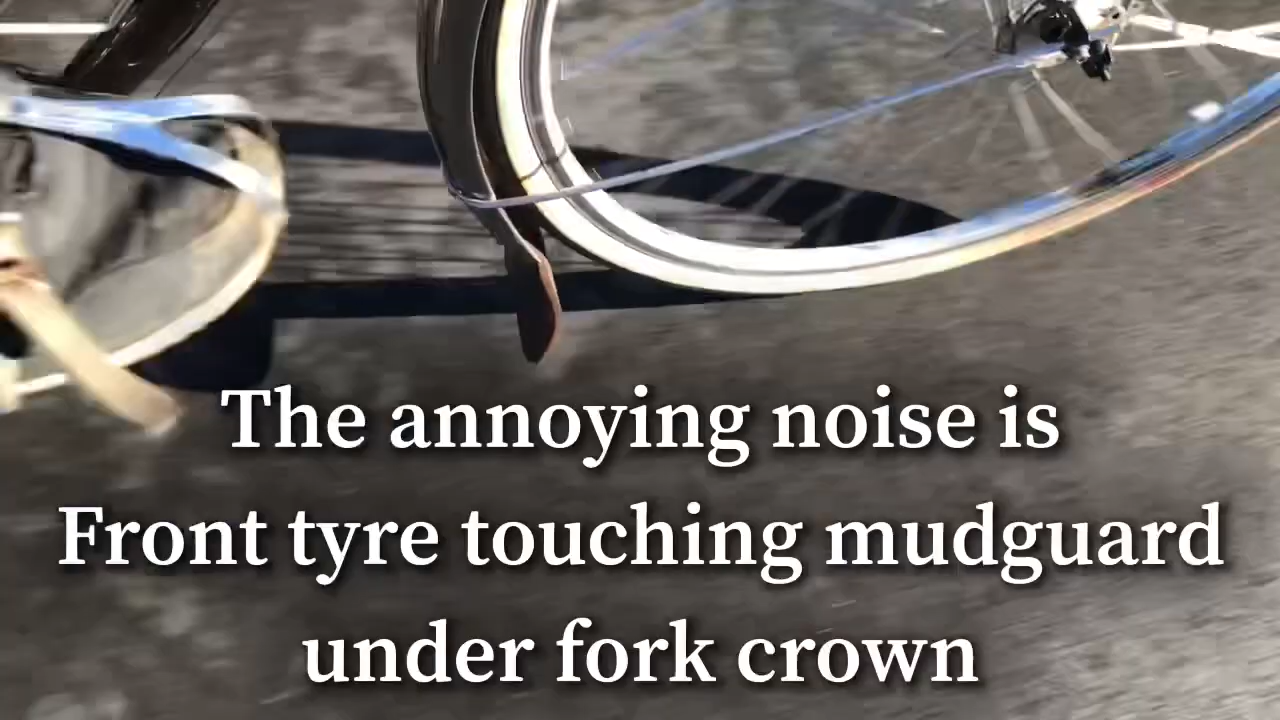 The annoying noise is
Front tyre touching mudguard
under fork crown